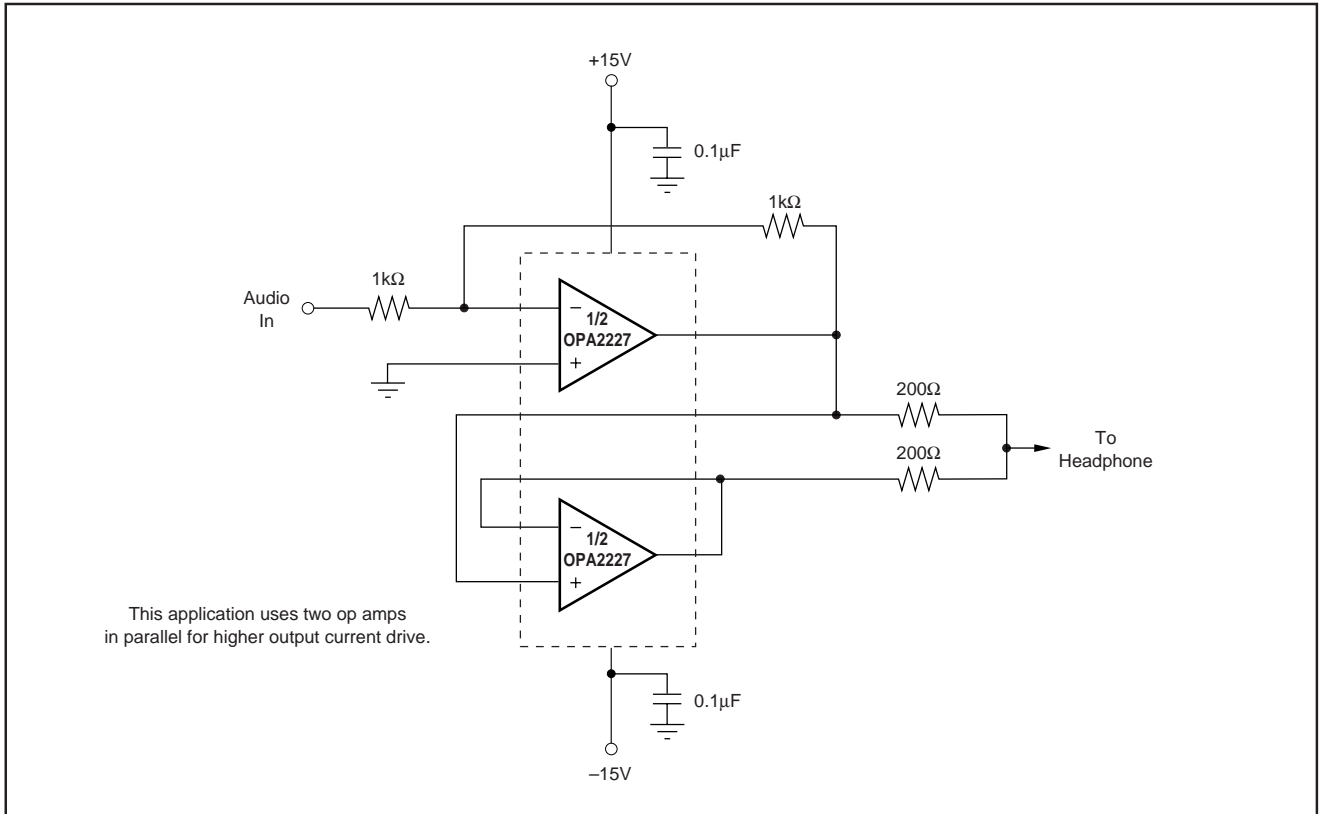 +15V
0.1µF
1kΩ
1kΩ
Audio
In
–
1/2
OPA2227
+
200Ω
To
Headphone
200Ω
–
1/2
OPA2227
+
This application uses two op amps
in parallel for higher output current drive.
0.1µF
–15V